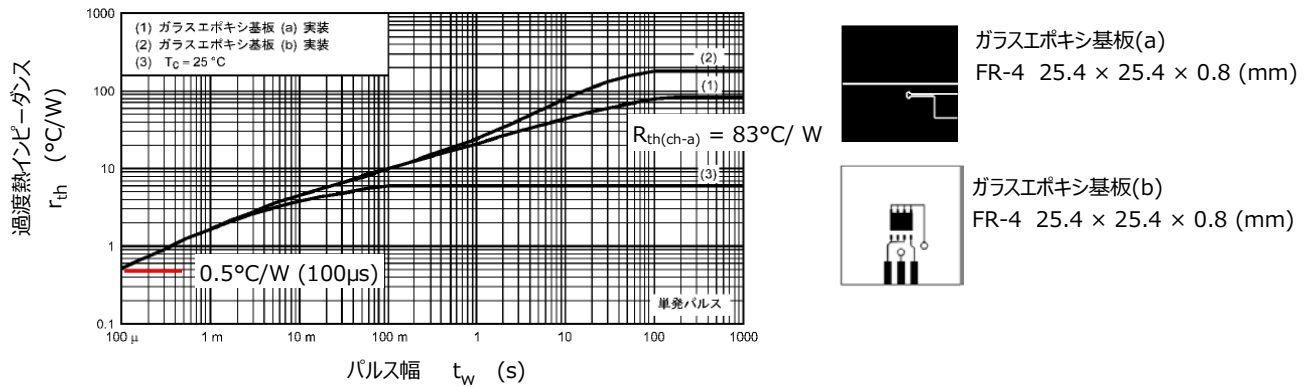 過渡熱インピーダンス
rth (°C/W)
1000
100
10
1
0.1
(1) ガラスエポキシ基板 (a) 実装
(2) ガラスエポキシ基板 (b) 実装
(3) TC = 25 °C
(2)
(1)
Rth(ch-a) = 83°C/ W
(3)
0.5°C/W (100µs)
単発パルス
100 μ
1 m
10 m
100 m
1
10
100
1000
パルス幅 tw (s)
ガラスエポキシ基板(a)
FR-4 25.4 × 25.4 × 0.8 (mm)
ガラスエポキシ基板(b)
FR-4 25.4 × 25.4 × 0.8 (mm)